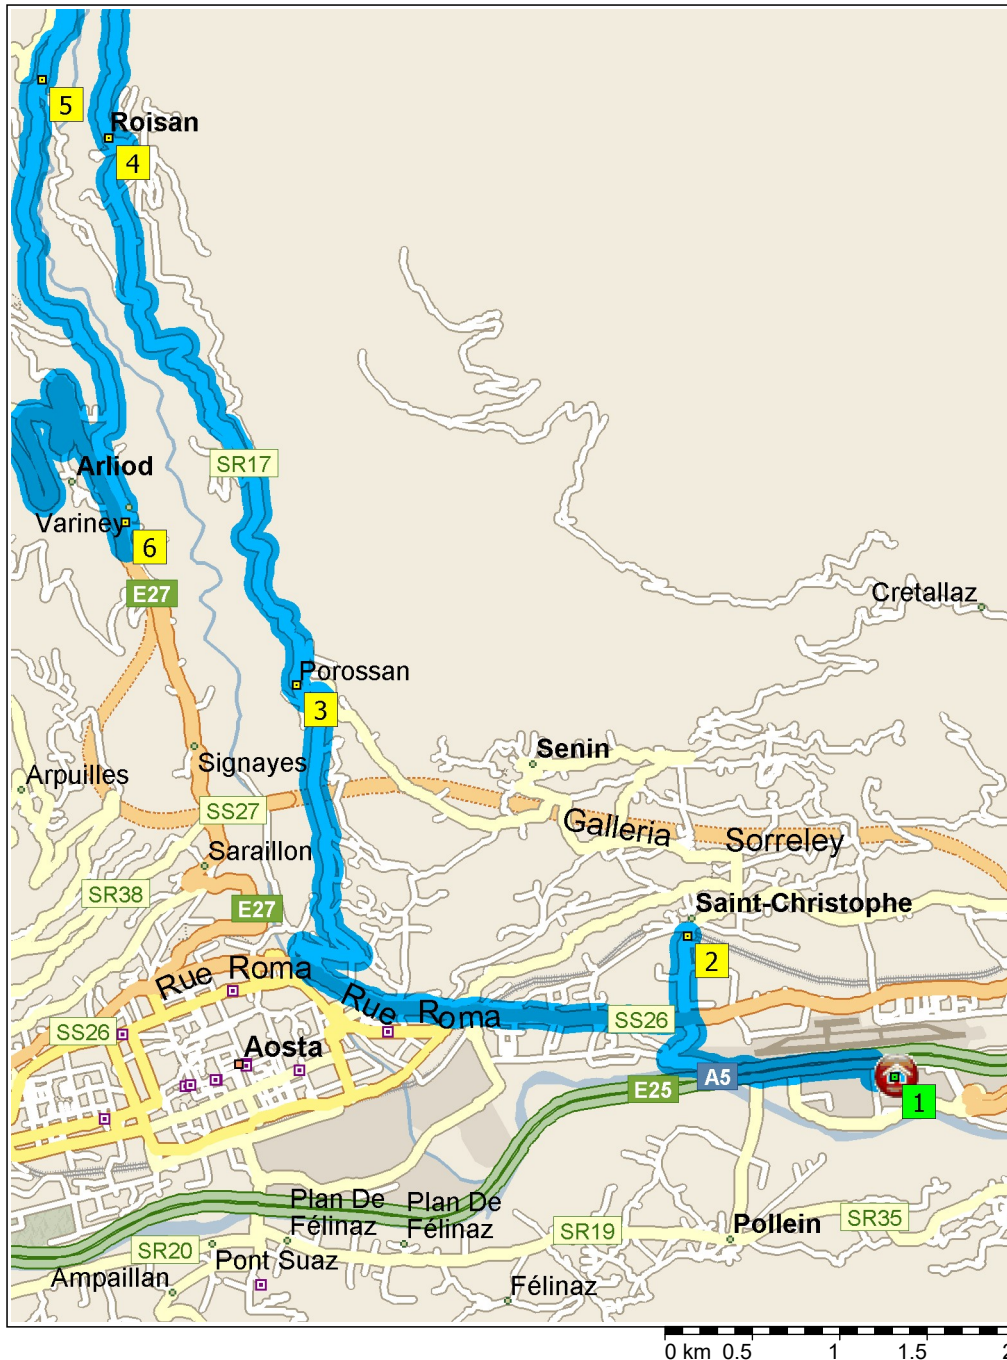 5
Roisan
4
SR17
Arliod
Variney
6
E27
Cretallaz
Porossan
3
Senin
Signayes
Arpuilles
SS27
Galleria Sorreley
Saraillon
SR38
E27
Saint-Christophe
2
Rue Roma
Rue Roma
SS26
SS26
Aosta
A5
E25
1
Plan De
Félinaz
Plan De
Félinaz
SR19
Pollein
SR35
SR20
Pont Suaz
Ampaillan
Félinaz
0 km 0.5 1 1.5 2